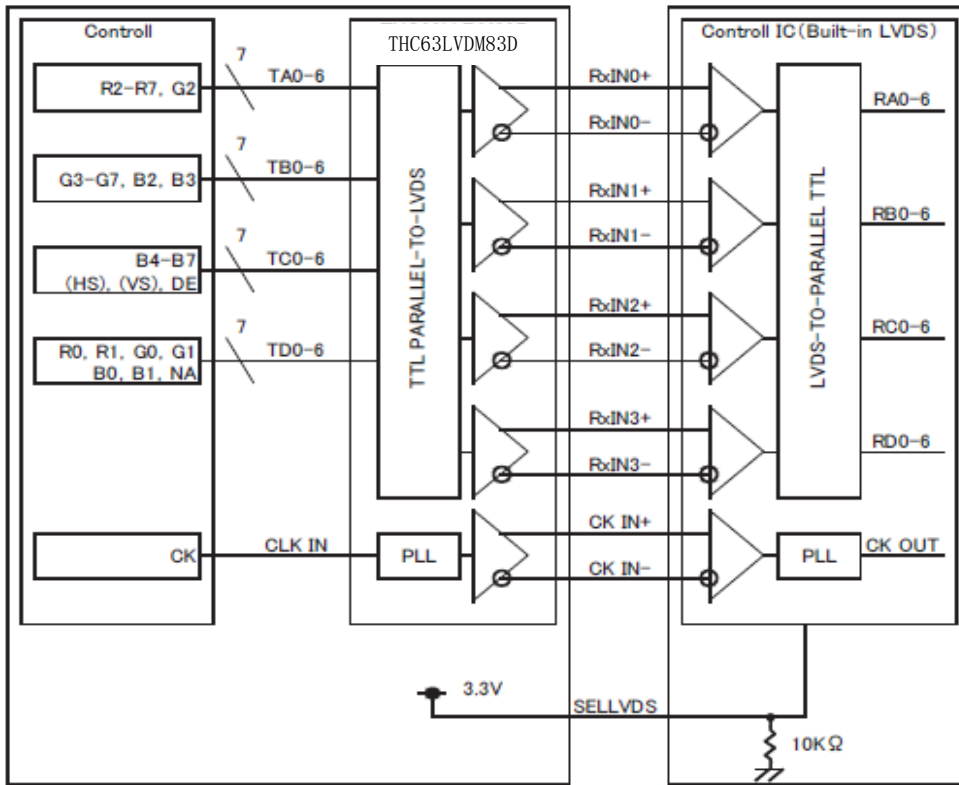 Controll
R2-R7, G2
G3-G7, B2, B3
B4-B7
(HS), (VS), DE
R0, R1, G0, G1
B0, B1, NA
CK
7
TA0-6
7
TB0-6
7
TC0-6
7
TD0-6
CLK IN
THC63LVDM83D
TTL PARALLEL-TO-LVDS
PLL
RxIN0+
RxIN0-
RxIN1+
RxIN1-
RxIN2+
RxIN2-
RxIN3+
RxIN3-
CK IN+
CK IN-
Controll IC(Built-in LVDS)
LVDS-TO-PARALLEL TTL
PLL
RA0-6
RB0-6
RC0-6
RD0-6
CK OUT
3.3V
SELLVDS
10KΩ